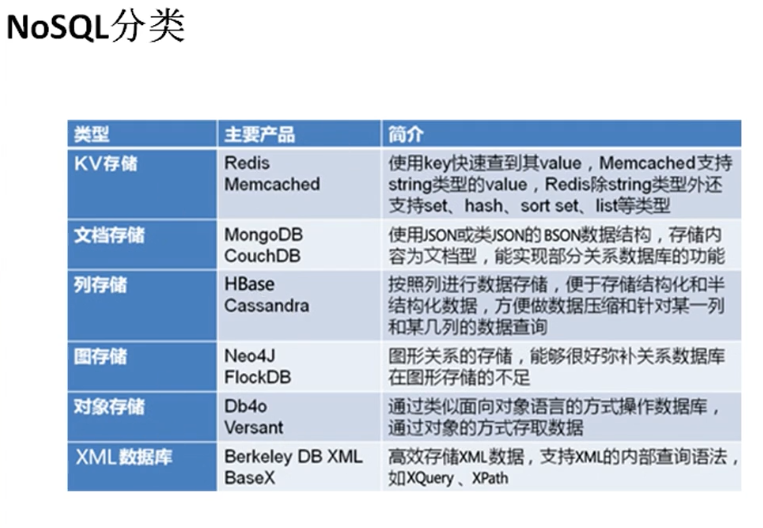 NoSQL分类
类型 主要产品 简介
KV存储 Redis 使用key快速查到其value，Memcached支持
Memcached string类型的value，Redis除string类型外还
支持set、hash、sort set、list等类型
文档存储 MongoDB 使用JSON或类JSON的BSON数据结构，存储内
CouchDB 容为文档型，能实现部分关系数据库的功能
列存储 HBase 按照列进行数据存储，便于存储结构化和半
Cassandra 结构化数据，方便做数据压缩和针对某一列
和某几列的数据查询
图存储 Neo4J 图形关系的存储，能够很好弥补关系数据库
FlockDB 在图形存储的不足
对象存储 Db4o 通过类似面向对象语言的方式操作数据库，
Versant 通过对象的方式存取数据
XML数据库 Berkeley DB XML 高效存储XML数据，支持XML的内部查询语法，
BaseX 如XQuery、XPath